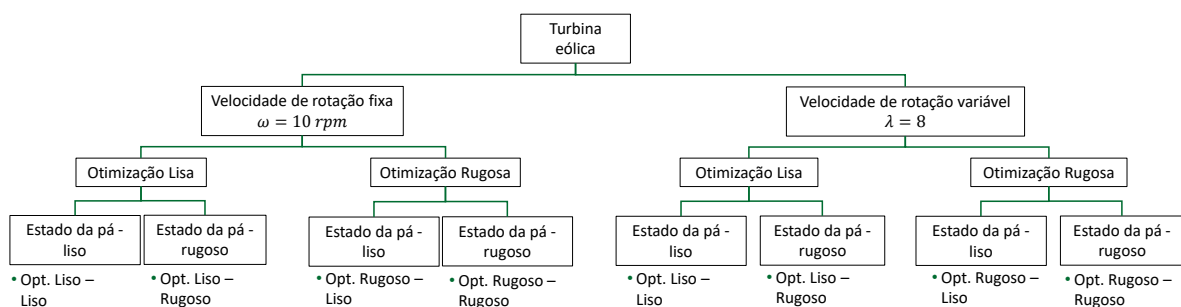 Turbina
eólica
Velocidade de rotação fixa
ω = 10 rpm
Velocidade de rotação variável
λ = 8
Otimização Lisa
Otimização Rugosa
Otimização Lisa
Otimização Rugosa
Estado da pá -
liso
Estado da pá -
rugoso
Estado da pá -
liso
Estado da pá -
rugoso
Estado da pá -
liso
Estado da pá -
rugoso
Estado da pá -
liso
Estado da pá -
rugoso
• Opt. Liso –
Liso
• Opt. Liso –
Rugoso
• Opt. Rugoso –
Liso
• Opt. Rugoso –
Rugoso
• Opt. Liso –
Liso
• Opt. Liso –
Rugoso
• Opt. Rugoso –
Liso
• Opt. Rugoso –
Rugoso